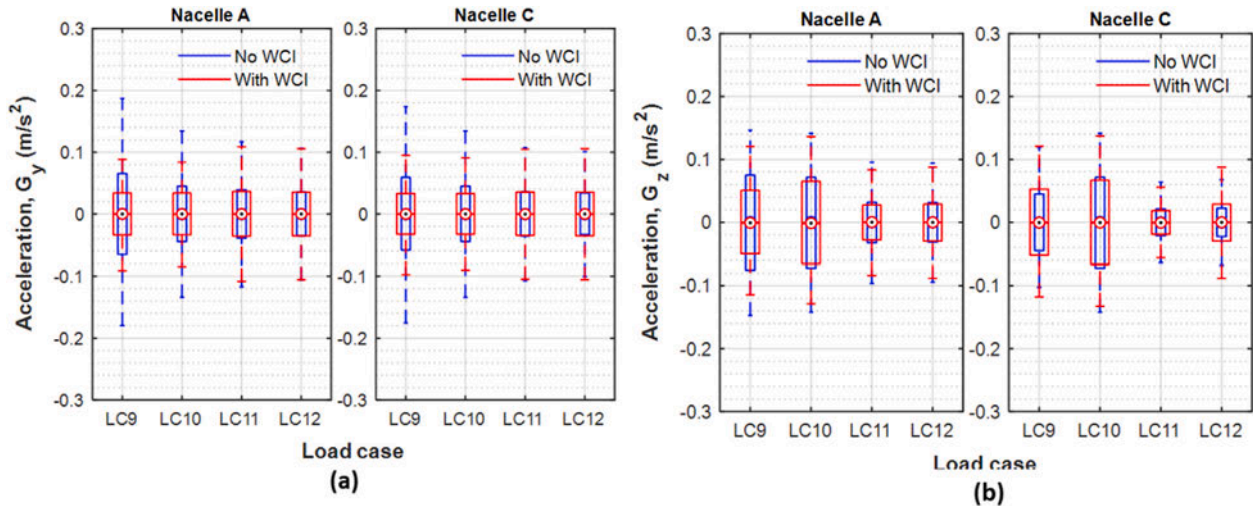 Nacelle A
Nacelle C
No WCI
With WCI
No WCI
With WCI
Acceleration, G_y (m/s²)
0.3
0.2
0.1
0
-0.1
-0.2
-0.3
0.3
0.2
0.1
0
-0.1
-0.2
-0.3
LC9 LC10 LC11 LC12
LC9 LC10 LC11 LC12
Load case
(a)
Nacelle A
Nacelle C
No WCI
With WCI
No WCI
With WCI
Acceleration, G_z (m/s²)
0.3
0.2
0.1
0
-0.1
-0.2
-0.3
0.3
0.2
0.1
0
-0.1
-0.2
-0.3
LC9 LC10 LC11 LC12
LC9 LC10 LC11 LC12
Load case
(b)